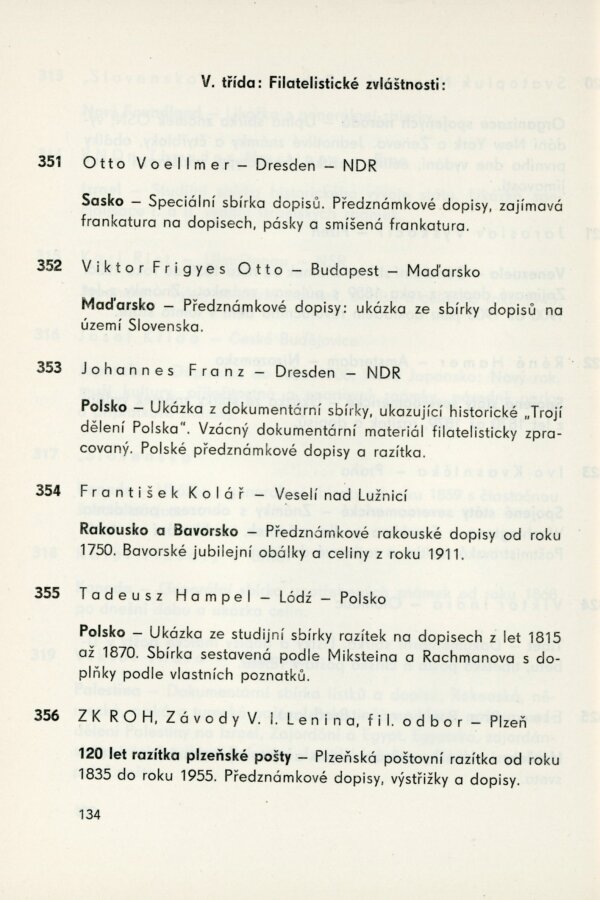 V. třída: Filatelistické zvláštnosti:
351 Otto Voellmer – Dresden – NDR
Sasko – Speciální sbírka dopisů. Předznámkové dopisy, zajímavá
frankatura na dopisech, pásky a smíšená frankatura.
352 Viktor Frigyes Otto – Budapest – Maďarsko
Maďarsko – Předznámkové dopisy: ukázka ze sbírky dopisů na
území Slovenska.
353 Johannes Franz – Dresden – NDR
Polsko – Ukázka z dokumentární sbírky, ukazující historické „Trojí
dělení Polska“. Vzácný dokumentární materiál filatelisticky zpra-
covaný. Polské předznámkové dopisy a razítka.
354 František Kolář – Veselí nad Lužnicí
Rakousko a Bavorsko – Předznámkové rakouské dopisy od roku
1750. Bavorské jubilejní obálky a celiny z roku 1911.
355 Tadeusz Hampel – Lódź – Polsko
Polsko – Ukázka ze studijní sbírky razítek na dopisech z let 1815
až 1870. Sbírka sestavená podle Miksteina a Rachmanova s do-
plňky podle vlastních poznatků.
356 ZK ROH, Závody V. I. Lenina, fil. odbor – Plzeň
120 let razítka plzeňské pošty – Plzeňská poštovní razítka od roku
1835 do roku 1955. Předznámkové dopisy, výstřižky a dopisy.
134